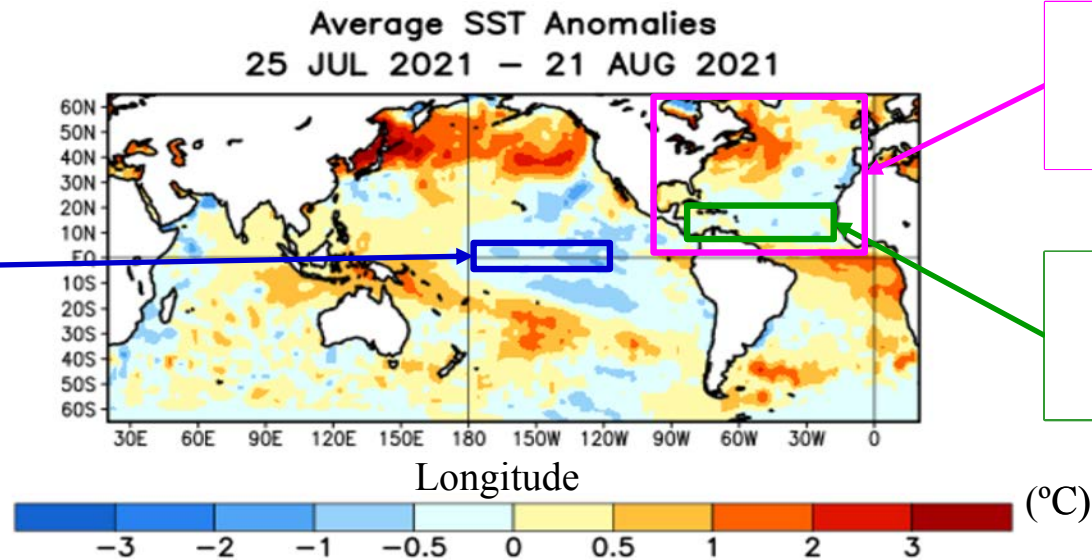 Average SST Anomalies
25 JUL 2021 – 21 AUG 2021
60N
50N
40N
30N
20N
10N
EQ
10S
20S
30S
40S
50S
60S
30E 60E 90E 120E 150E 180 150W 120W 90W 60W 30W 0
Longitude
(ºC)
−3 −2 −1 −0.5 0 0.5 1 2 3